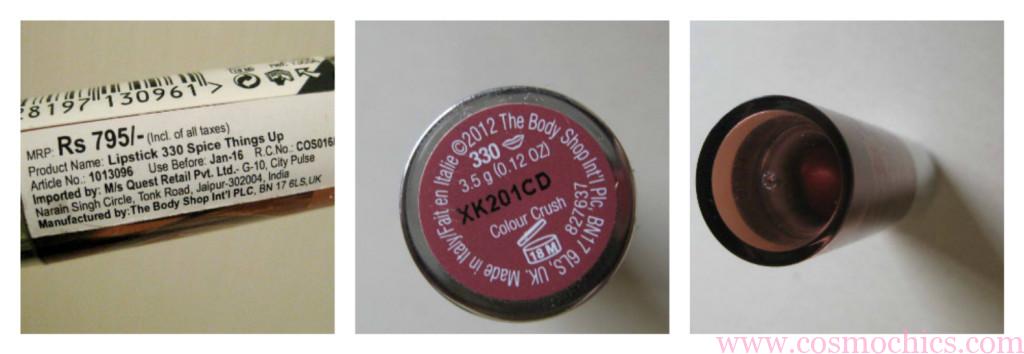 28197 130961 >
MRP: Rs 795/- (Incl. of all taxes)
Product Name: Lipstick 330 Spice Things Up
Article No.: 1013096 Use Before: Jan-16 R.C.No.: COS016
Imported by: M/s Quest Retail Pvt. Ltd.- G-10, City Pulse
Narain Singh Circle, Tonk Road, Jaipur-302004, India
Manufactured by:The Body Shop Int'l PLC, BN 17 6LS,UK
Made in Italy/Fait en Italie ©2012 The Body Shop Int'l Plc, BN17 6LS, UK.
330
3.5 g (0.12 OZ)
XK201CD
Colour Crush
827637
18 M
www.cosmochics.com